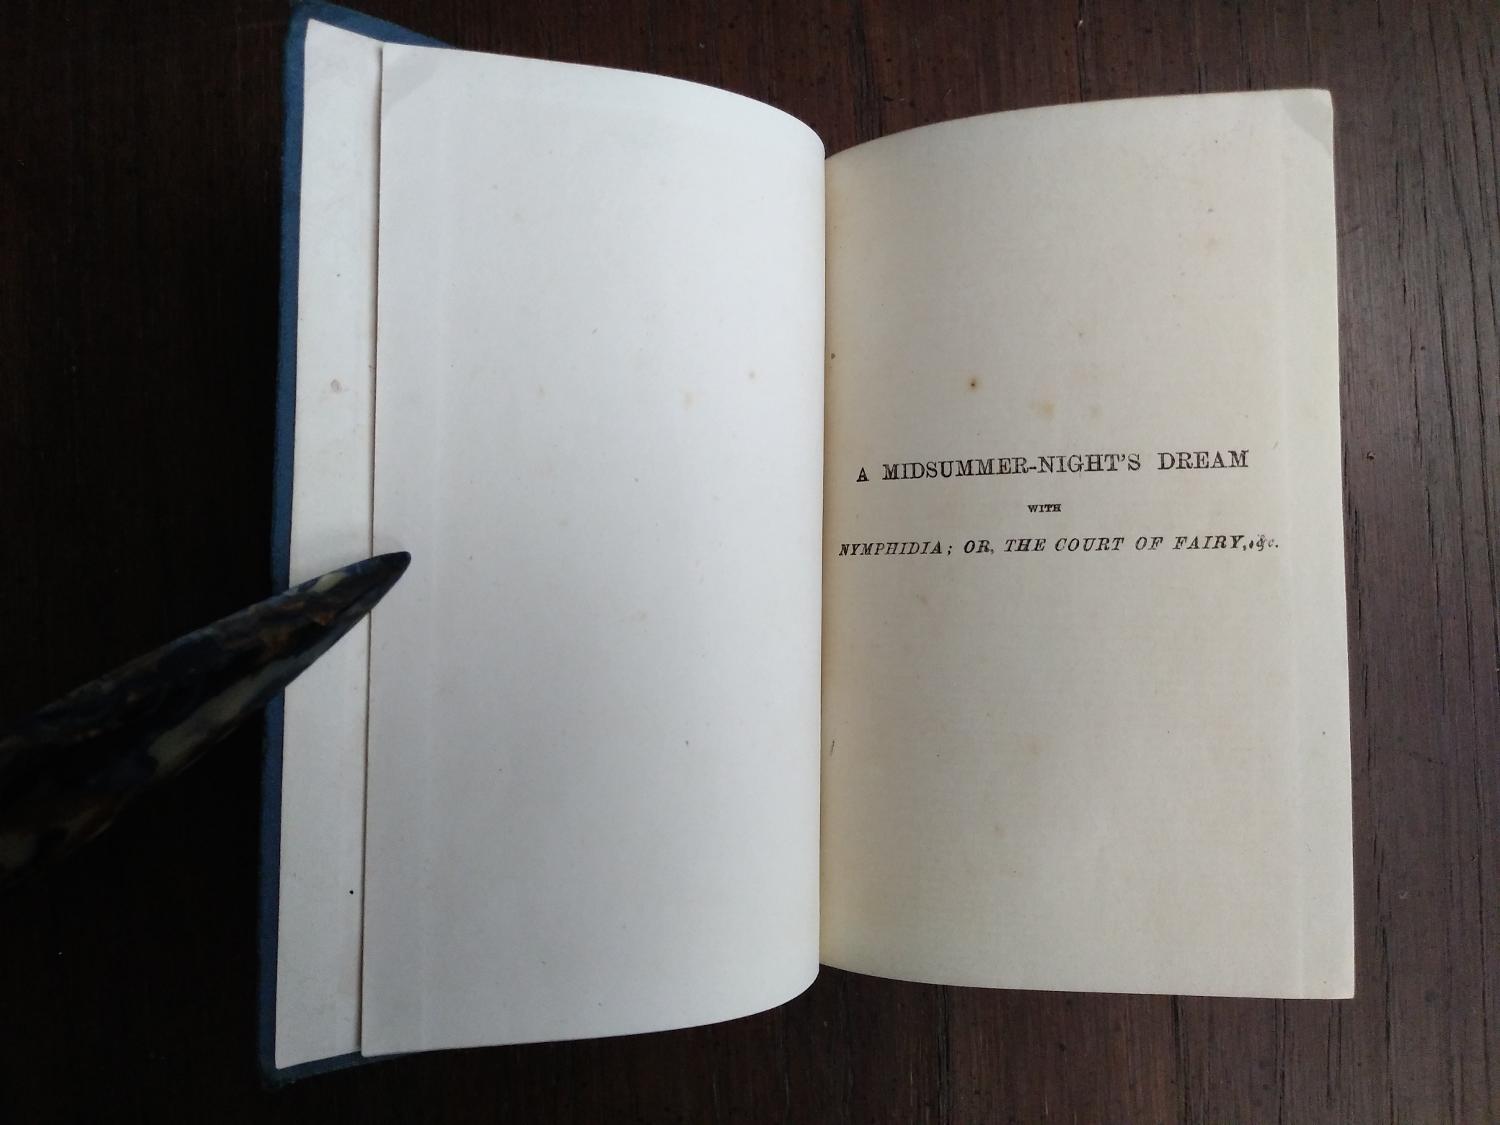 A MIDSUMMER-NIGHT'S DREAM
WITH
NYMPHIDIA; OR, THE COURT OF FAIRY, &c.